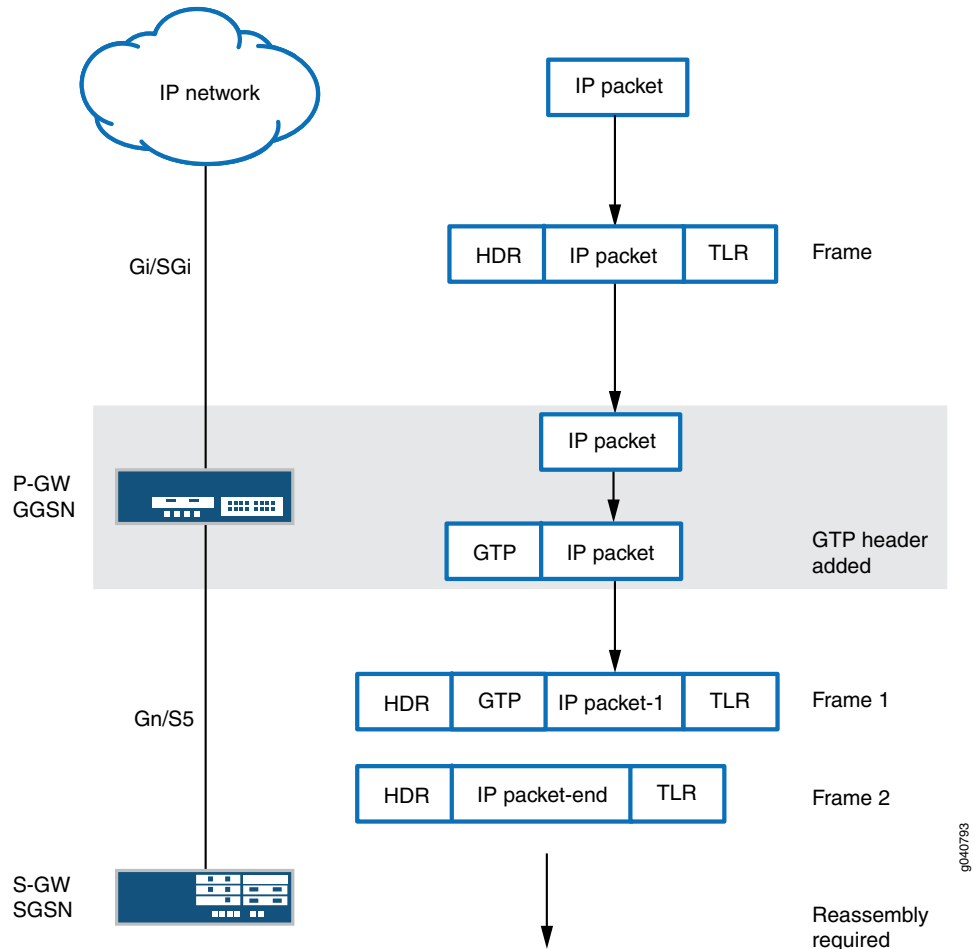 IP network
IP packet
Gi/SGi
HDR
IP packet
TLR
Frame
IP packet
P-GW
GGSN
GTP
IP packet
GTP header
added
HDR
GTP
IP packet-1
TLR
Frame 1
Gn/S5
HDR
IP packet-end
TLR
Frame 2
g040793
S-GW
SGSN
Reassembly
required